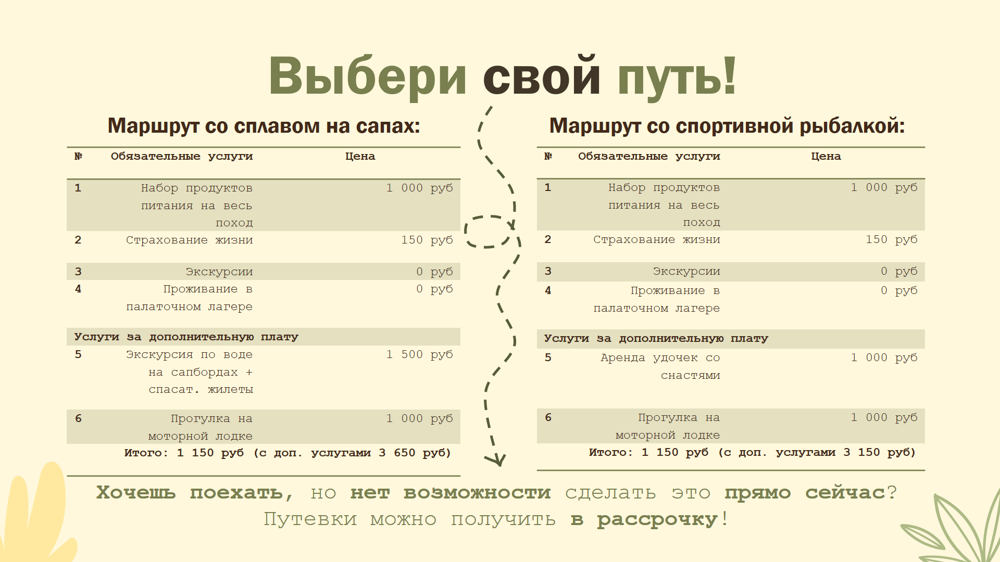 Выбери свой путь!
Маршрут со сплавом на сапах:
№ Обязательные услуги Цена
1 Набор продуктов 1 000 руб
питания на весь
поход
2 Страхование жизни 150 руб
3 Экскурсии 0 руб
4 Проживание в 0 руб
палаточном лагере
Услуги за дополнительную плату
5 Экскурсия по воде 1 500 руб
на сапбордах +
спасат. жилеты
6 Прогулка на 1 000 руб
моторной лодке
Итого: 1 150 руб (с доп. услугами 3 650 руб)
Маршрут со спортивной рыбалкой:
№ Обязательные услуги Цена
1 Набор продуктов 1 000 руб
питания на весь
поход
2 Страхование жизни 150 руб
3 Экскурсии 0 руб
4 Проживание в 0 руб
палаточном лагере
Услуги за дополнительную плату
5 Аренда удочек со 1 000 руб
снастями
6 Прогулка на 1 000 руб
моторной лодке
Итого: 1 150 руб (с доп. услугами 3 150 руб)
Хочешь поехать, но нет возможности сделать это прямо сейчас?
Путевки можно получить в рассрочку!